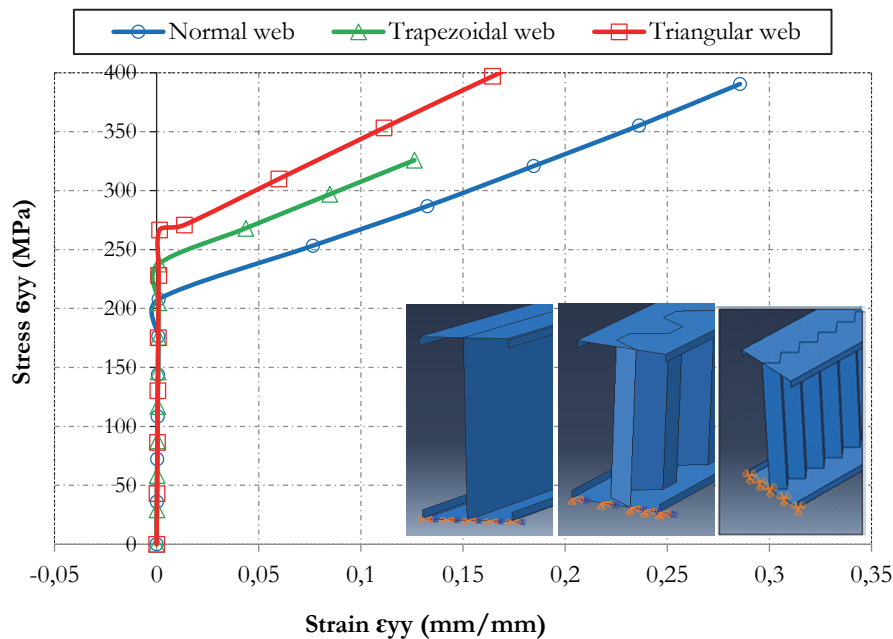 Normal web Trapezoidal web Triangular web
400
350
300
250
200
150
100
50
0
-0,05 0 0,05 0,1 0,15 0,2 0,25 0,3 0,35
Stress 6yy (MPa)
Strain εyy (mm/mm)